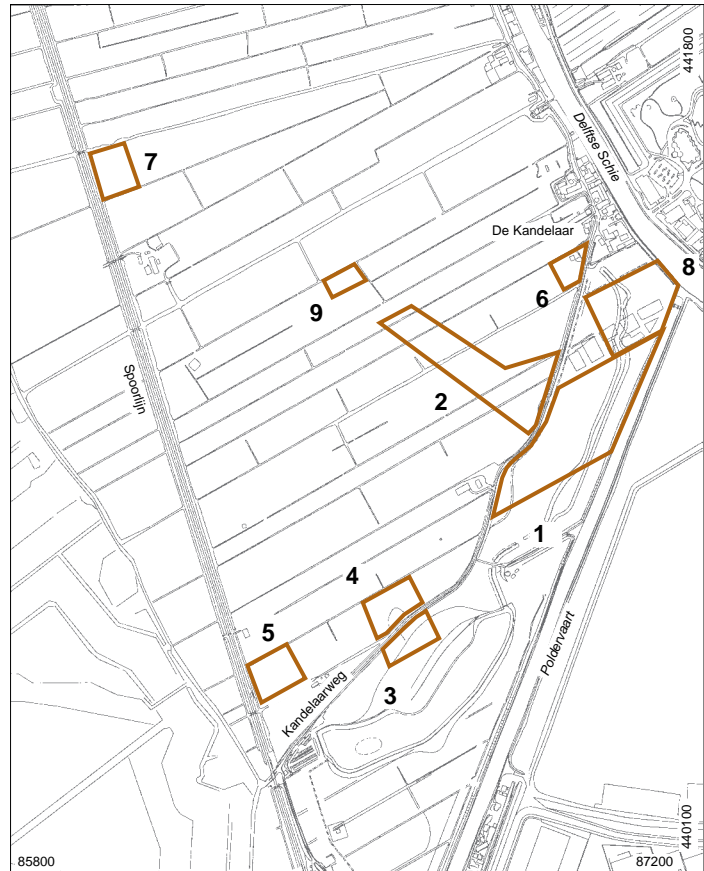 441800
Delftse Schie
7
De Kandelaar
8
6
9
Spoorlijn
2
1
4
5
Poldervaart
Kandelaarweg
3
440100
85800
87200